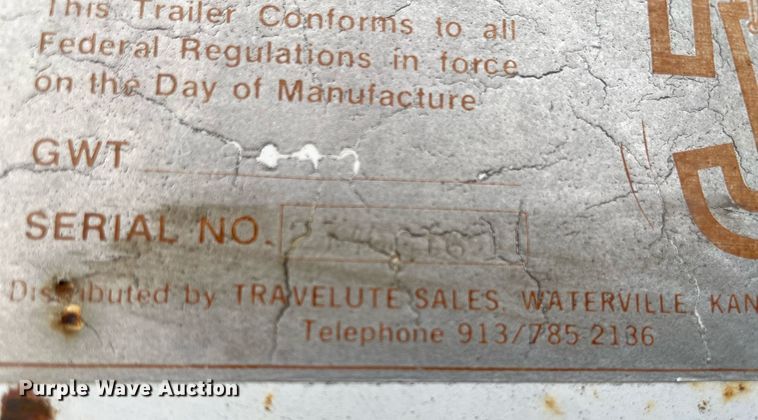 This Trailer Conforms to all
Federal Regulations in force
on the Day of Manufacture
GWT
SERIAL NO.
Distributed by TRAVELUTE SALES, WATERVILLE, KAN
Telephone 913/785-2136
Purple Wave Auction